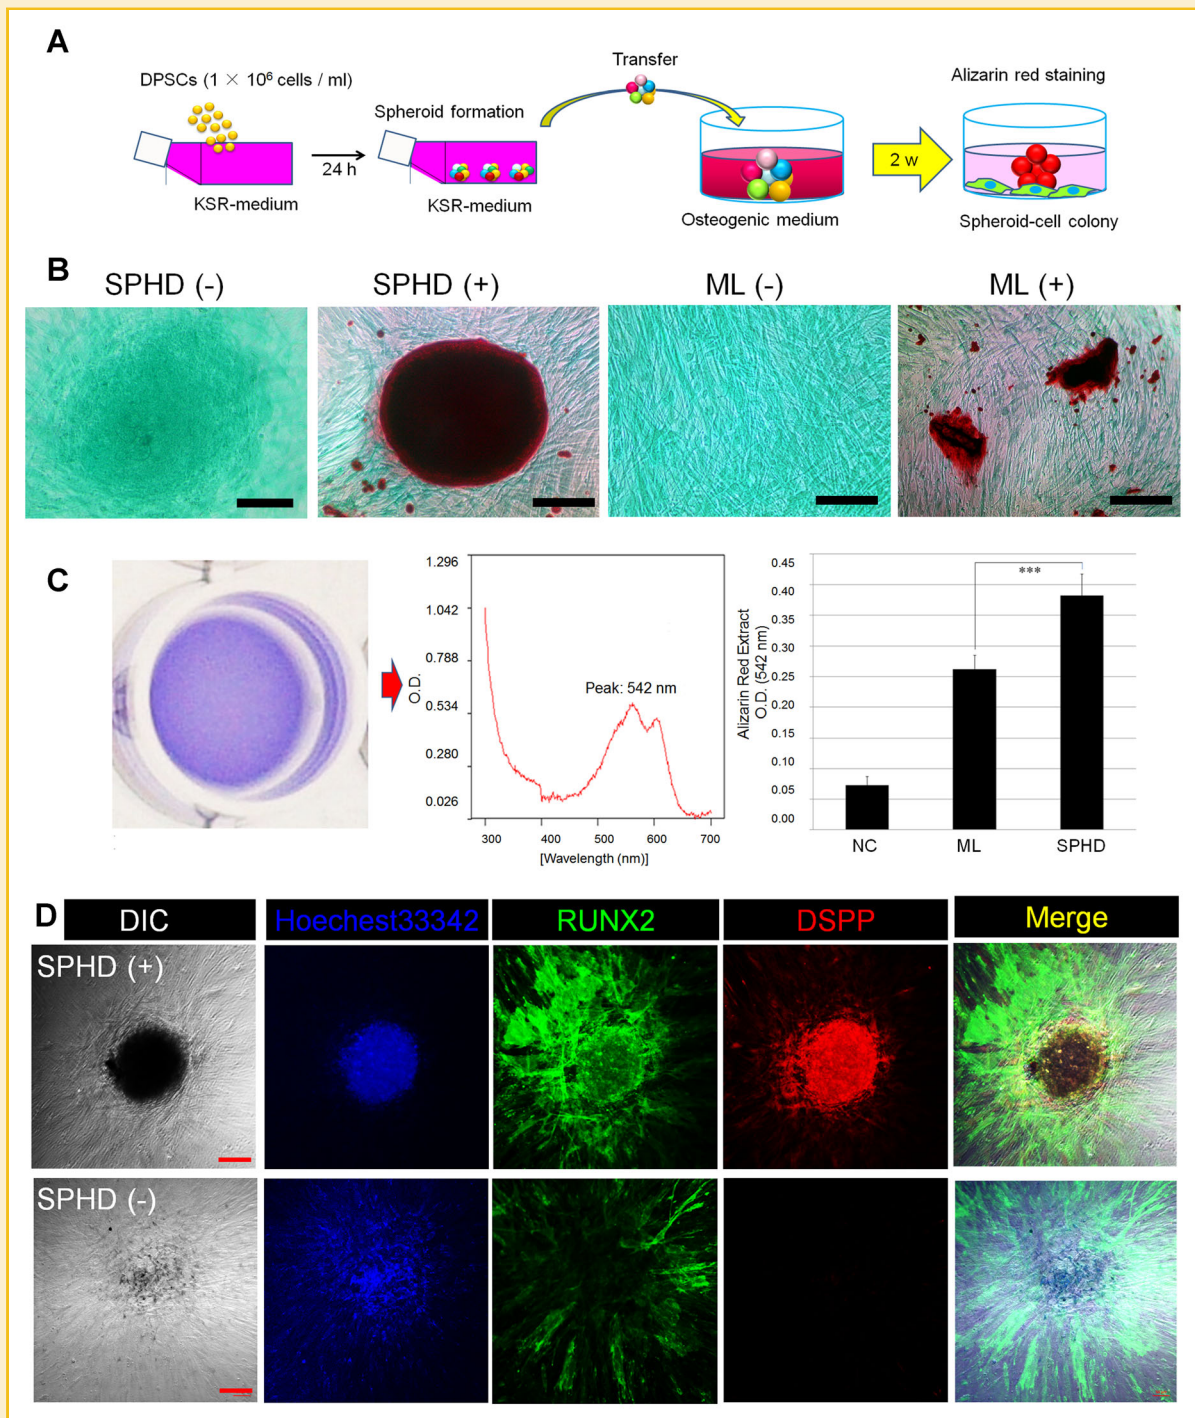 A
DPSCs (1 × 10⁶ cells / ml)
24 h
KSR-medium
Spheroid formation
KSR-medium
Transfer
Osteogenic medium
2 w
Alizarin red staining
Spheroid-cell colony
B
SPHD (-)
SPHD (+)
ML (-)
ML (+)
C
O.D.
1.296
1.042
0.788
0.534
0.280
0.026
Peak: 542 nm
300 400 500 600 700
[Wavelength (nm)]
Alizarin Red Extract
O.D. (542 nm)
0.45
0.40
0.35
0.30
0.25
0.20
0.15
0.10
0.05
0.00
***
NC ML SPHD
D
DIC
Hoechest33342
RUNX2
DSPP
Merge
SPHD (+)
SPHD (-)